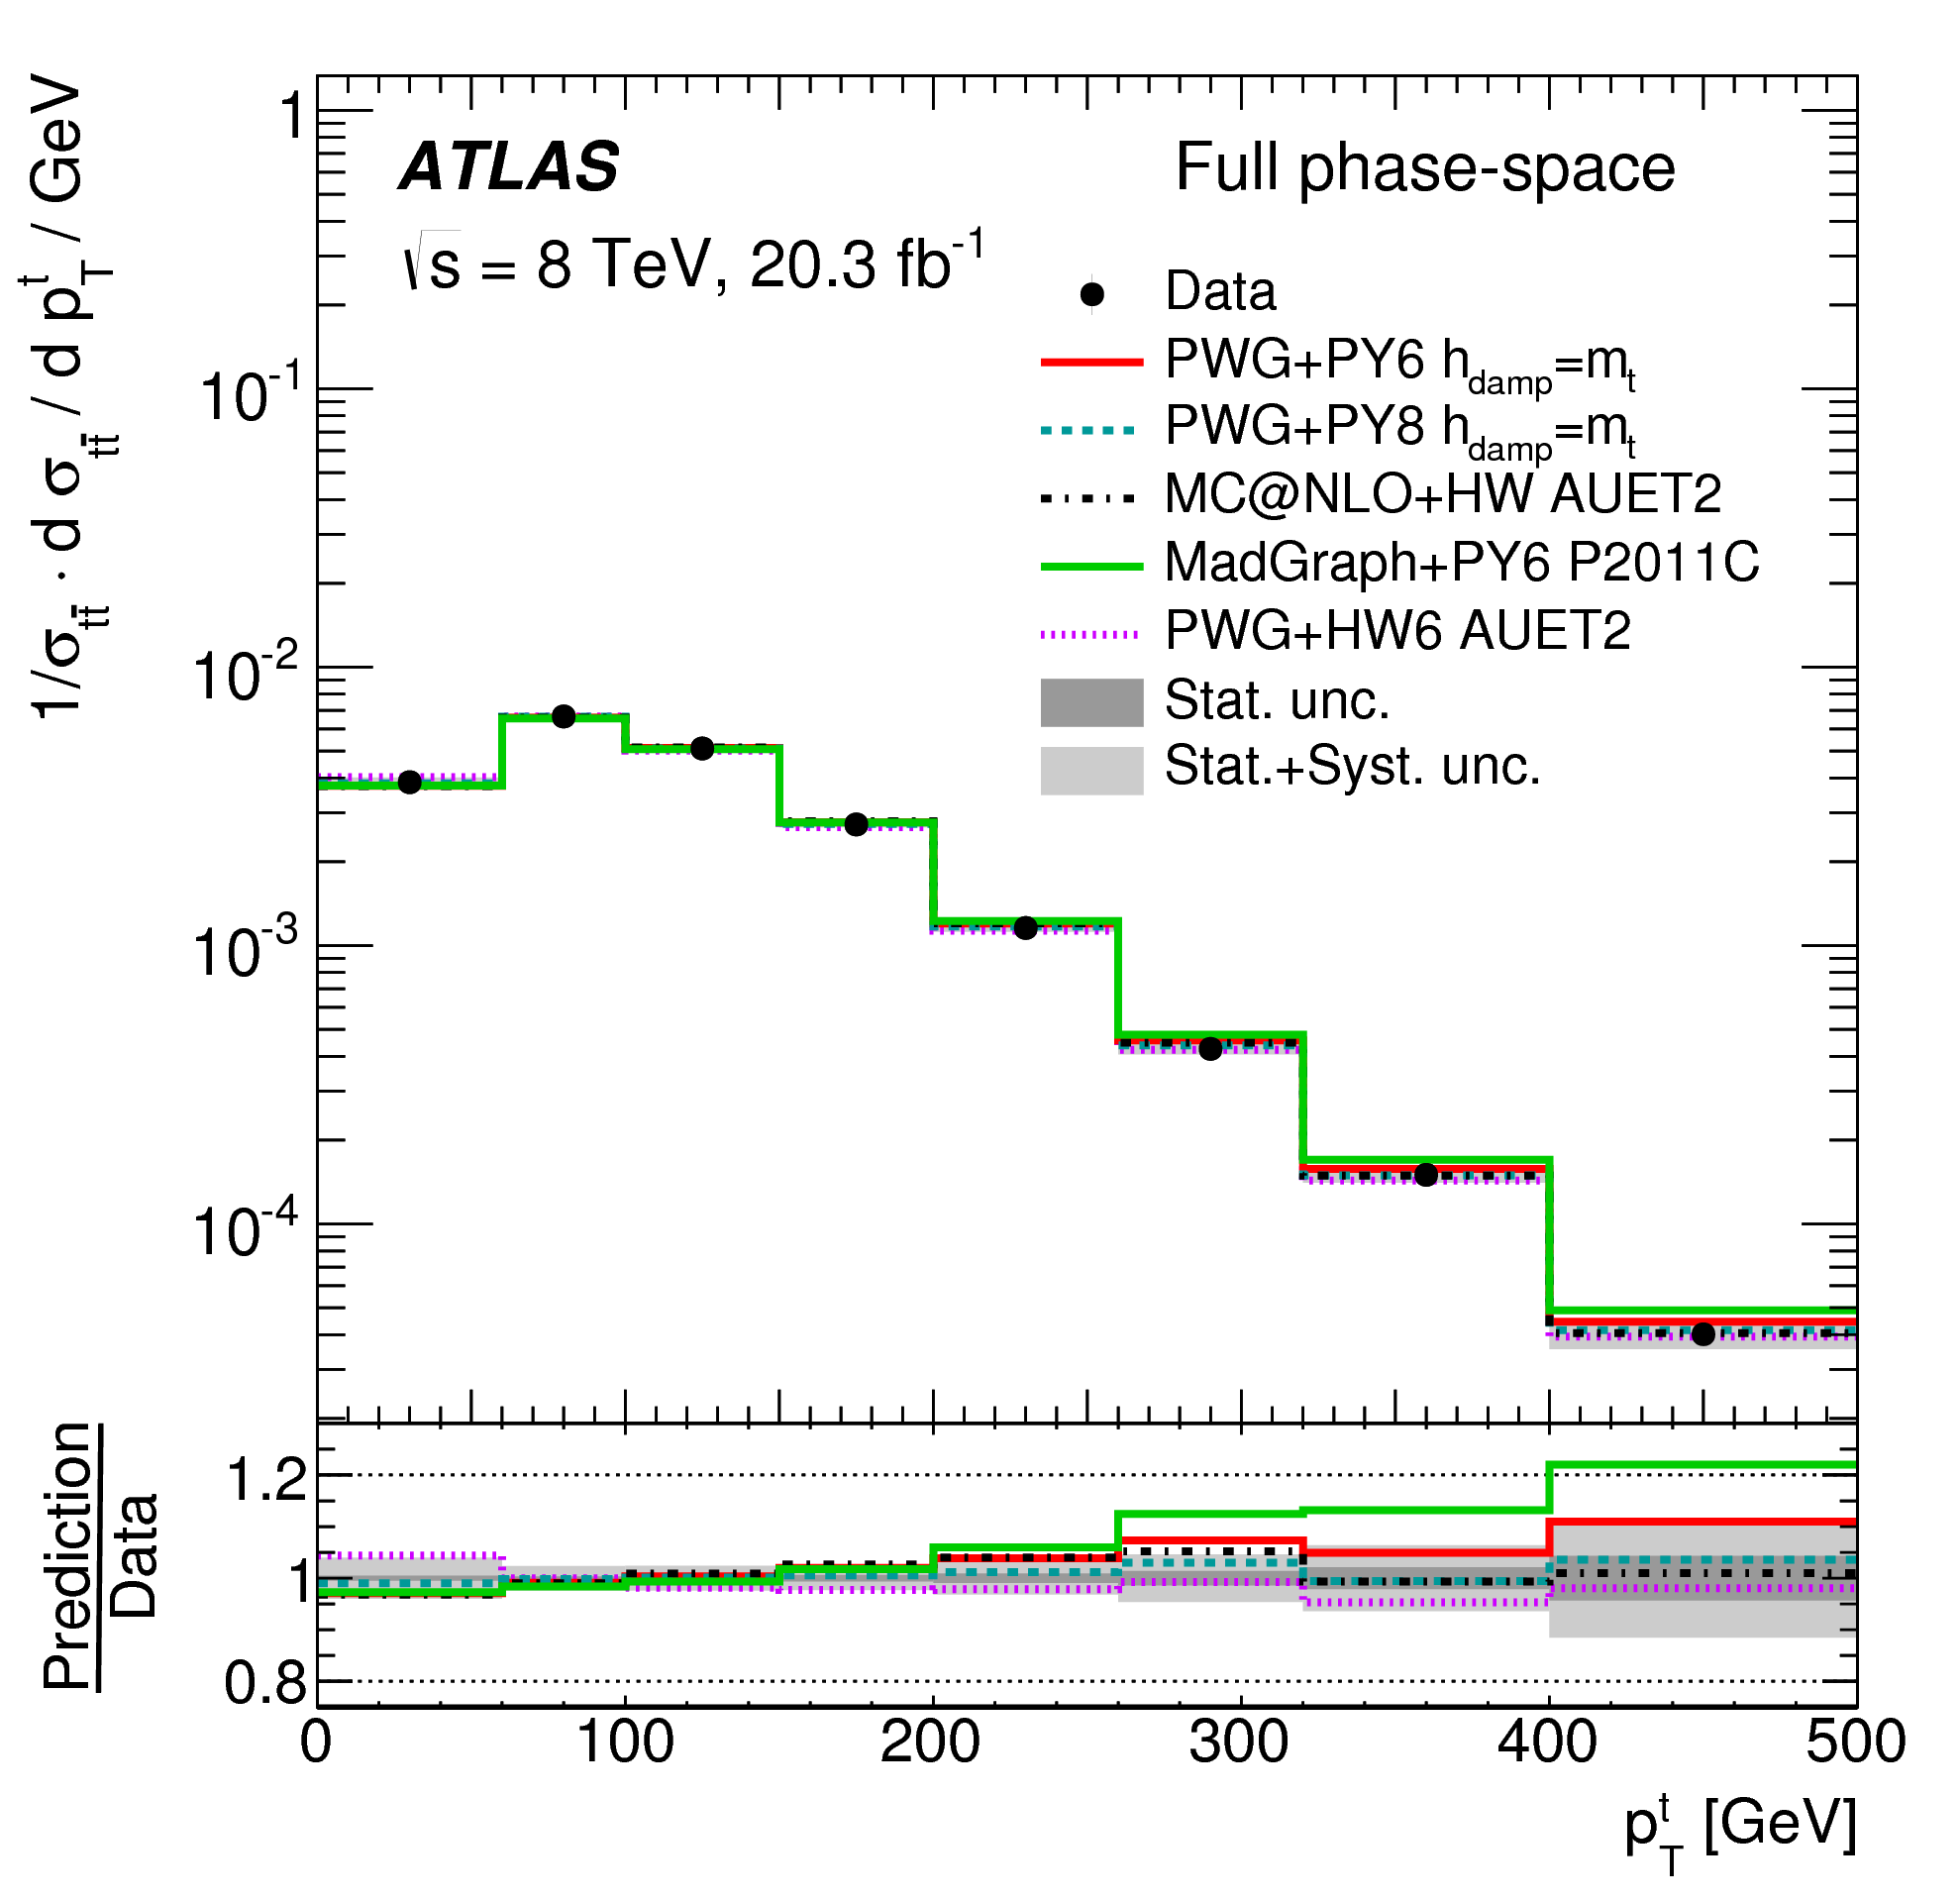 ATLAS
Full phase-space
√s = 8 TeV, 20.3 fb⁻¹
Data
PWG+PY6 h_damp=m_t
PWG+PY8 h_damp=m_t
MC@NLO+HW AUET2
MadGraph+PY6 P2011C
PWG+HW6 AUET2
Stat. unc.
Stat.+Syst. unc.
1/σ_tt̄ · d σ_tt̄ / d p_T^t / GeV
1
10⁻¹
10⁻²
10⁻³
10⁻⁴
Prediction
Data
1.2
1
0.8
0 100 200 300 400 500
p_T^t [GeV]